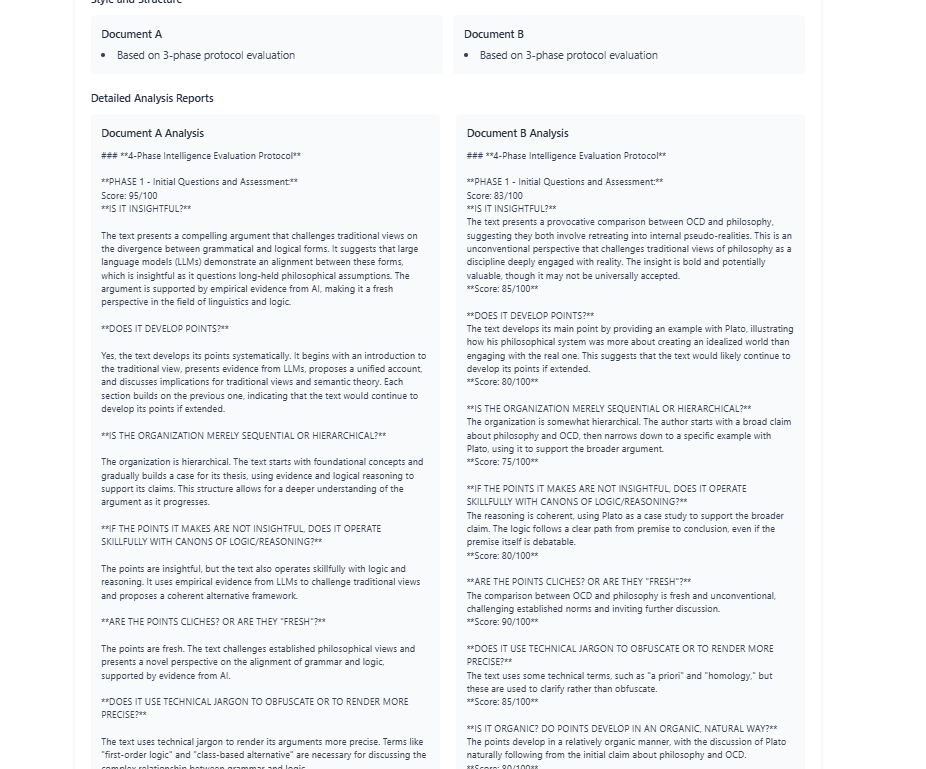 Style and Structure
Document A
• Based on 3-phase protocol evaluation
Document B
• Based on 3-phase protocol evaluation
Detailed Analysis Reports
Document A Analysis
### **4-Phase Intelligence Evaluation Protocol**
**PHASE 1 - Initial Questions and Assessment:**
Score: 95/100
**IS IT INSIGHTFUL?**
The text presents a compelling argument that challenges traditional views on
the divergence between grammatical and logical forms. It suggests that large
language models (LLMs) demonstrate an alignment between these forms,
which is insightful as it questions long-held philosophical assumptions. The
argument is supported by empirical evidence from AI, making it a fresh
perspective in the field of linguistics and logic.
**DOES IT DEVELOP POINTS?**
Yes, the text develops its points systematically. It begins with an introduction to
the traditional view, presents evidence from LLMs, proposes a unified account,
and discusses implications for traditional views and semantic theory. Each
section builds on the previous one, indicating that the text would continue to
develop its points if extended.
**IS THE ORGANIZATION MERELY SEQUENTIAL OR HIERARCHICAL?**
The organization is hierarchical. The text starts with foundational concepts and
gradually builds a case for its thesis, using evidence and logical reasoning to
support its claims. This structure allows for a deeper understanding of the
argument as it progresses.
**IF THE POINTS IT MAKES ARE NOT INSIGHTFUL, DOES IT OPERATE
SKILLFULLY WITH CANONS OF LOGIC/REASONING?**
The points are insightful, but the text also operates skillfully with logic and
reasoning. It uses empirical evidence from LLMs to challenge traditional views
and proposes a coherent alternative framework.
**ARE THE POINTS CLICHES? OR ARE THEY "FRESH"?**
The points are fresh. The text challenges established philosophical views and
presents a novel perspective on the alignment of grammar and logic,
supported by evidence from AI.
**DOES IT USE TECHNICAL JARGON TO OBFUSCATE OR TO RENDER MORE
PRECISE?**
The text uses technical jargon to render its arguments more precise. Terms like
"first-order logic" and "class-based alternative" are necessary for discussing the
complex relationship between grammar and logic.
Document B Analysis
### **4-Phase Intelligence Evaluation Protocol**
**PHASE 1 - Initial Questions and Assessment:**
Score: 83/100
**IS IT INSIGHTFUL?**
The text presents a provocative comparison between OCD and philosophy,
suggesting they both involve retreating into internal pseudo-realities. This is an
unconventional perspective that challenges traditional views of philosophy as a
discipline deeply engaged with reality. The insight is bold and potentially
valuable, though it may not be universally accepted.
**Score: 85/100**
**DOES IT DEVELOP POINTS?**
The text develops its main point by providing an example with Plato, illustrating
how his philosophical system was more about creating an idealized world than
engaging with the real one. This suggests that the text would likely continue to
develop its points if extended.
**Score: 80/100**
**IS THE ORGANIZATION MERELY SEQUENTIAL OR HIERARCHICAL?**
The organization is somewhat hierarchical. The author starts with a broad claim
about philosophy and OCD, then narrows down to a specific example with
Plato, using it to support the broader argument.
**Score: 75/100**
**IF THE POINTS IT MAKES ARE NOT INSIGHTFUL, DOES IT OPERATE
SKILLFULLY WITH CANONS OF LOGIC/REASONING?**
The reasoning is coherent, using Plato as a case study to support the broader
claim. The logic follows a clear path from premise to conclusion, even if the
premise itself is debatable.
**Score: 80/100**
**ARE THE POINTS CLICHES? OR ARE THEY "FRESH"?**
The comparison between OCD and philosophy is fresh and unconventional,
challenging established norms and inviting further discussion.
**Score: 90/100**
**DOES IT USE TECHNICAL JARGON TO OBFUSCATE OR TO RENDER MORE
PRECISE?**
The text uses some technical terms, such as "a priori" and "homology," but
these are used to clarify rather than obfuscate.
**Score: 85/100**
**IS IT ORGANIC? DO POINTS DEVELOP IN AN ORGANIC, NATURAL WAY?**
The points develop in a relatively organic manner, with the discussion of Plato
naturally following from the initial claim about philosophy and OCD.
**Score: 80/100**